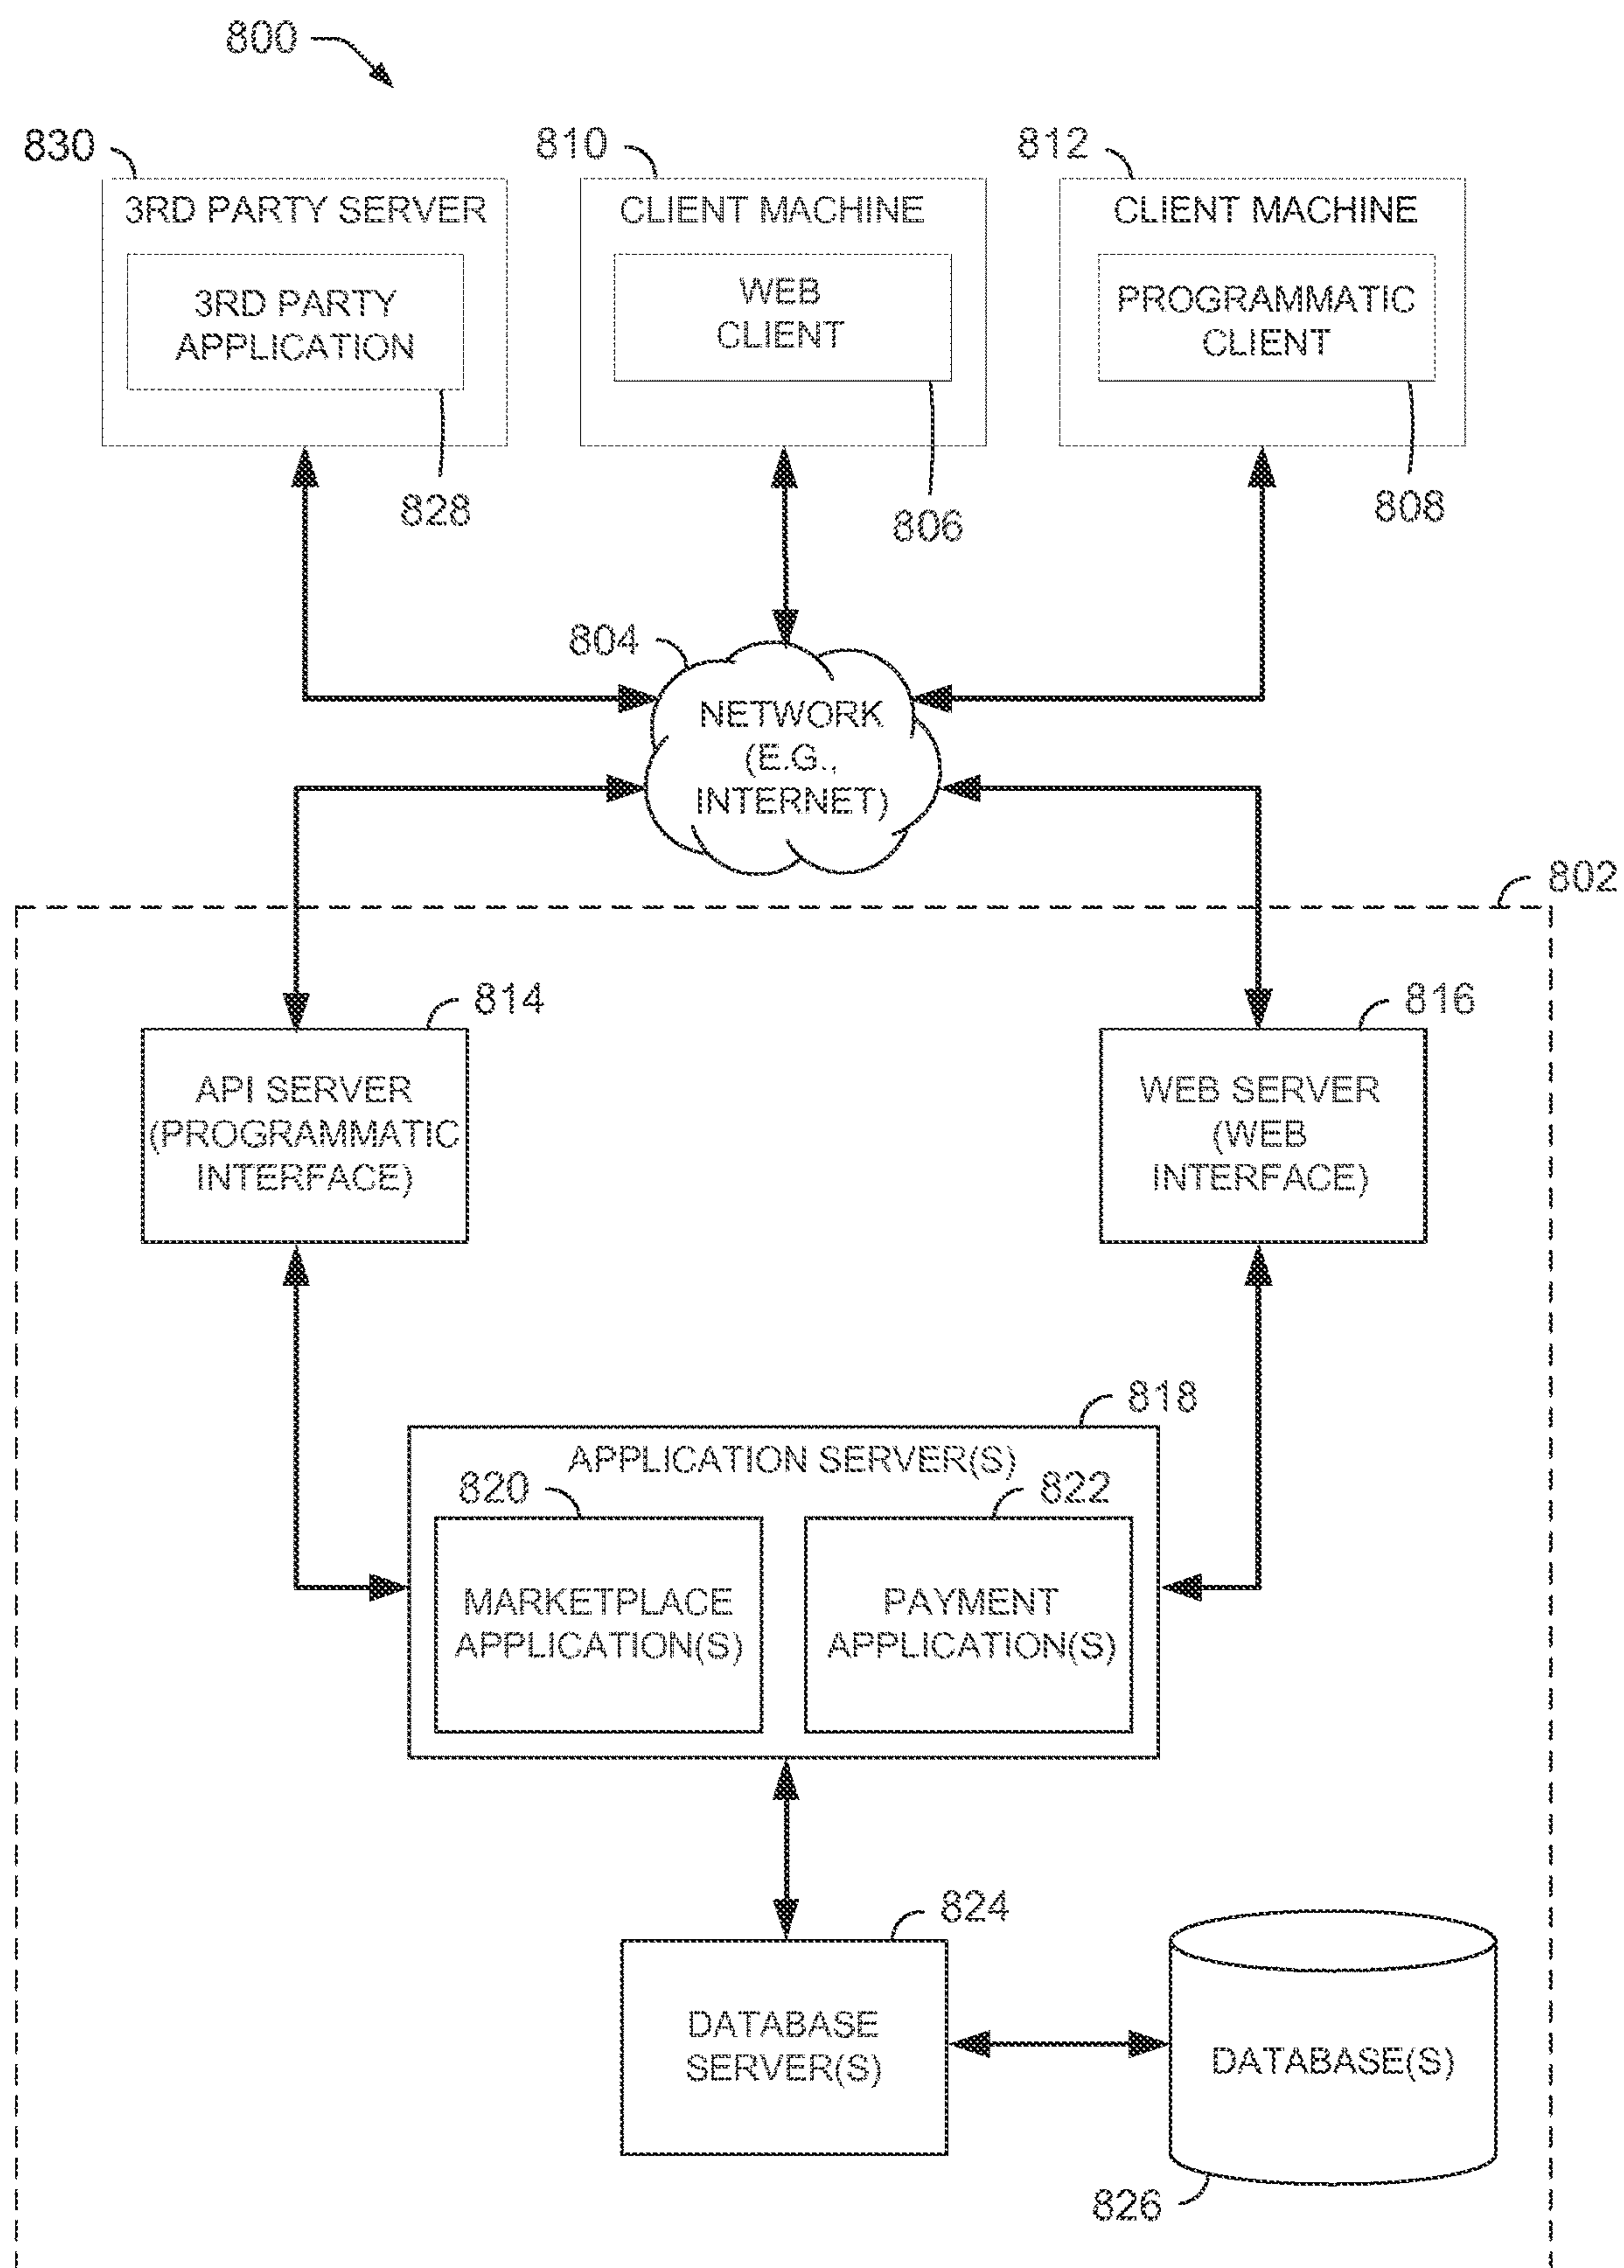 800
830
810
812
3RD PARTY SERVER
CLIENT MACHINE
CLIENT MACHINE
3RD PARTY
APPLICATION
WEB
CLIENT
PROGRAMMATIC
CLIENT
828
806
808
804
NETWORK
(E.G.,
INTERNET)
802
814
816
API SERVER
(PROGRAMMATIC
INTERFACE)
WEB SERVER
(WEB
INTERFACE)
818
APPLICATION SERVER(S)
820
822
MARKETPLACE
APPLICATION(S)
PAYMENT
APPLICATION(S)
824
DATABASE
SERVER(S)
DATABASE(S)
826